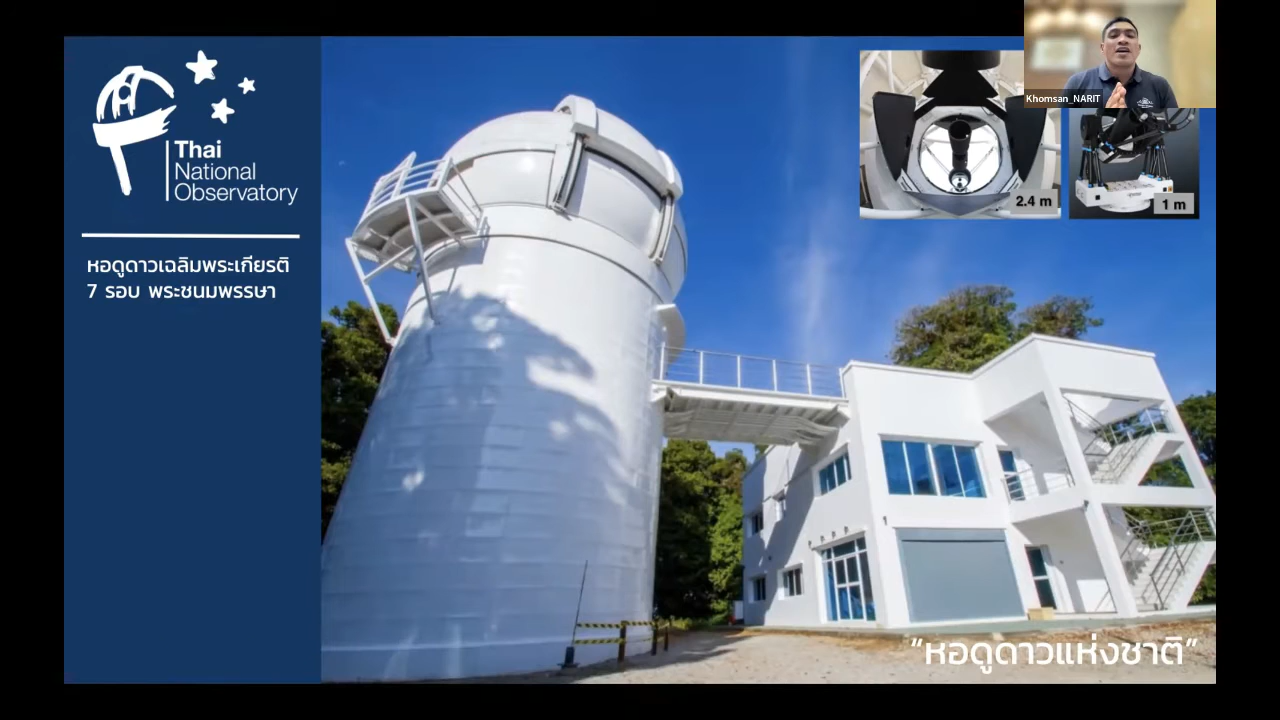 Thai
National
Observatory
หอดูดาวเฉลิมพระเกียรติ
7 รอบ พระชนมพรรษา
2.4 m
1 m
Khomsan_NARIT
“หอดูดาวแห่งชาติ”